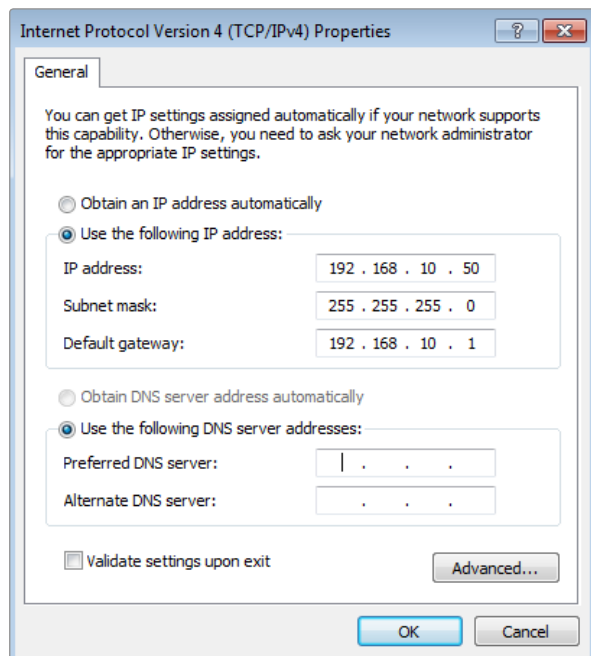 Internet Protocol Version 4 (TCP/IPv4) Properties
General
You can get IP settings assigned automatically if your network supports
this capability. Otherwise, you need to ask your network administrator
for the appropriate IP settings.
Obtain an IP address automatically
Use the following IP address:
IP address: 192 . 168 . 10 . 50
Subnet mask: 255 . 255 . 255 . 0
Default gateway: 192 . 168 . 10 . 1
Obtain DNS server address automatically
Use the following DNS server addresses:
Preferred DNS server: . . .
Alternate DNS server: . . .
Validate settings upon exit
Advanced...
OK Cancel